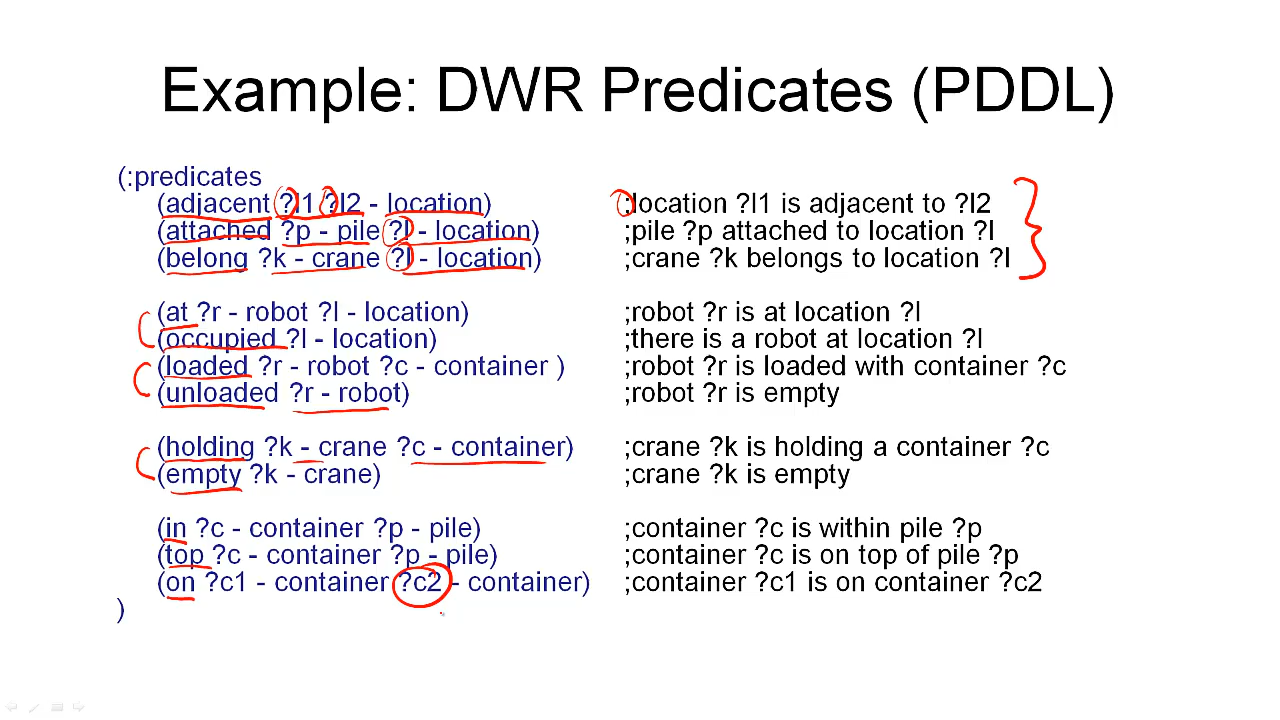 Example: DWR Predicates (PDDL)
(:predicates
(adjacent ?l1 ?l2 - location) ;location ?l1 is adjacent to ?l2
(attached ?p - pile ?l - location) ;pile ?p attached to location ?l
(belong ?k - crane ?l - location) ;crane ?k belongs to location ?l
(at ?r - robot ?l - location) ;robot ?r is at location ?l
(occupied ?l - location) ;there is a robot at location ?l
(loaded ?r - robot ?c - container ) ;robot ?r is loaded with container ?c
(unloaded ?r - robot) ;robot ?r is empty
(holding ?k - crane ?c - container) ;crane ?k is holding a container ?c
(empty ?k - crane) ;crane ?k is empty
(in ?c - container ?p - pile) ;container ?c is within pile ?p
(top ?c - container ?p - pile) ;container ?c is on top of pile ?p
(on ?c1 - container ?c2 - container) ;container ?c1 is on container ?c2
)